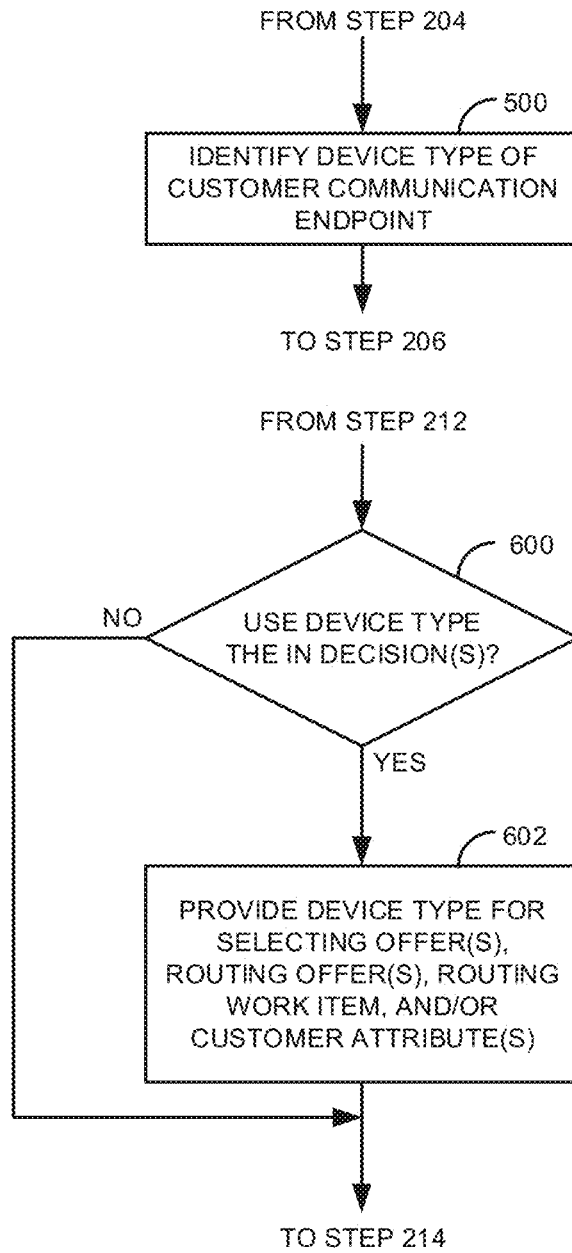 FROM STEP 204
500
IDENTIFY DEVICE TYPE OF
CUSTOMER COMMUNICATION
ENDPOINT
TO STEP 206
FROM STEP 212
600
NO
USE DEVICE TYPE
THE IN DECISION(S)?
YES
602
PROVIDE DEVICE TYPE FOR
SELECTING OFFER(S),
ROUTING OFFER(S), ROUTING
WORK ITEM, AND/OR
CUSTOMER ATTRIBUTE(S)
TO STEP 214